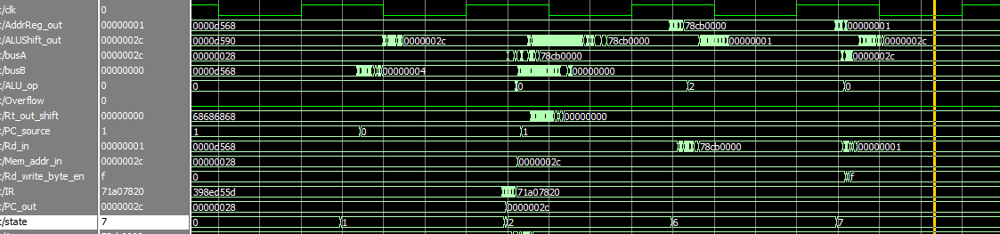 t/clk 0
t/AddrReg_out 00000001 0000d568 78cb0000 00000001
t/ALUShift_out 0000002c 0000d590 0000002c 78cb0000 00000001 0000002c
t/busA 0000002c 00000028 78cb0000 0000002c
t/busB 00000000 0000d568 00000004 00000000
t/ALU_op 0 0 0 2 0
t/Overflow 0
t/Rt_out_shift 00000000 68686868 00000000
t/PC_source 1 1 0 1
t/Rd_in 00000001 0000d568 78cb0000 00000001
t/Mem_addr_in 0000002c 00000028 0000002c
t/Rd_write_byte_en f 0 f
t/IR 71a07820 398ed55d 71a07820
t/PC_out 0000002c 00000028 0000002c
t/state 7 0 1 2 6 7